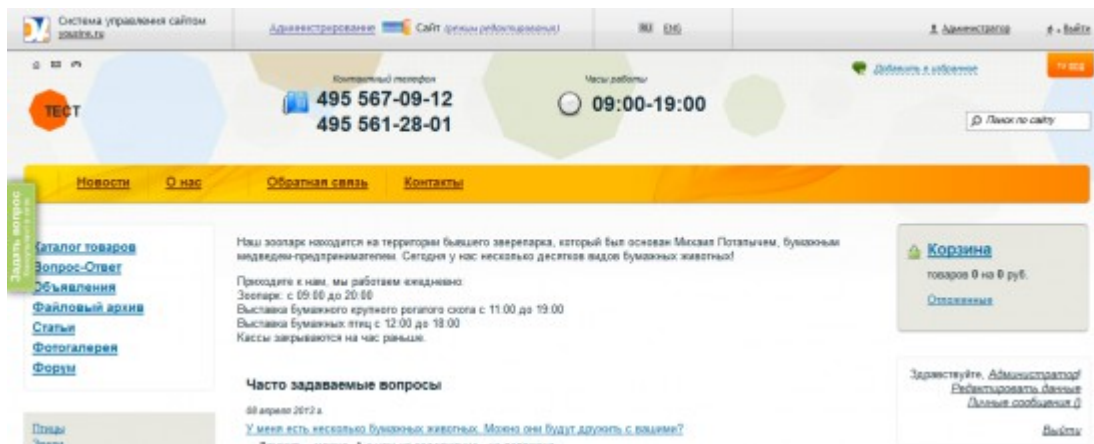 Система управления сайтом
Администрирование Сайт (режим редактирования) RU ENG Администратор Выйти
Контактный телефон Часы работы Добавить в избранное
ТЕСТ 495 567-09-12 09:00-19:00
495 561-28-01 Поиск по сайту
Новости О нас Обратная связь Контакты
Задать вопрос
Каталог товаров
Вопрос-Ответ
Объявления
Файловый архив
Статьи
Фотогалерея
Форум
Птицы
Наш зоопарк находится на территории бывшего зверепарка, который был основан Михаил Потапычем, бумажным
медведем-предпринимателем. Сегодня у нас несколько десятков видов бумажных животных!
Приходите к нам, мы работаем ежедневно:
Зоопарк: с 09:00 до 20:00
Выставка бумажного крупного рогатого скота с 11:00 до 19:00
Выставка бумажных птиц с 12:00 до 18:00
Кассы закрываются на час раньше.
Часто задаваемые вопросы
08 апреля 2013 г.
У меня есть несколько бумажных животных. Можно они будут дружить с вашими?
Корзина
товаров 0 на 0 руб.
Отложенные
Здравствуйте, Администратор!
Редактировать данные
Личные сообщения ()
Выйти